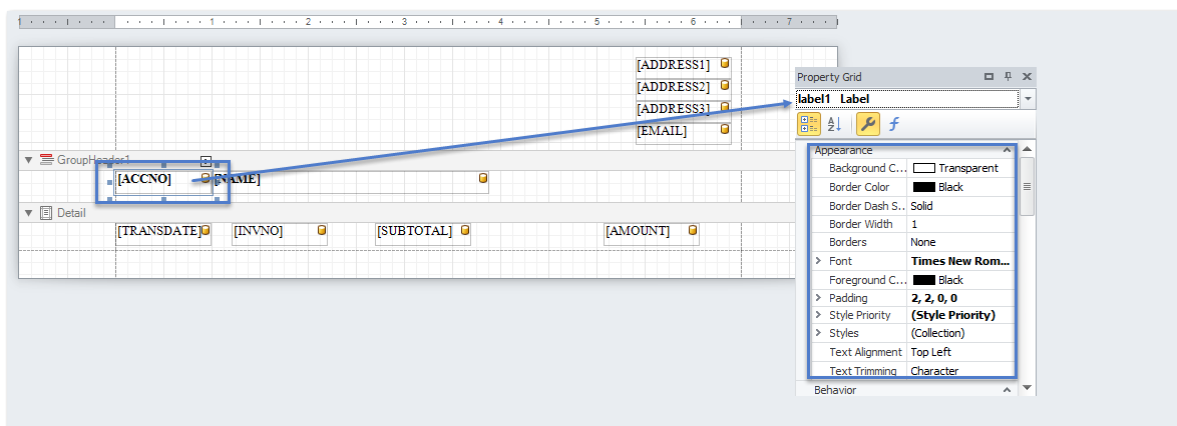 1 1 2 3 4 5 6 7
[ADDRESS1]
[ADDRESS2]
[ADDRESS3]
[EMAIL]
GroupHeader1
[ACCNO] [NAME]
Detail
[TRANSDATE] [INVNO] [SUBTOTAL] [AMOUNT]
Property Grid
label1 Label
Appearance
Background C... Transparent
Border Color Black
Border Dash S.. Solid
Border Width 1
Borders None
Font Times New Rom...
Foreground C... Black
Padding 2, 2, 0, 0
Style Priority (Style Priority)
Styles (Collection)
Text Alignment Top Left
Text Trimming Character
Behavior